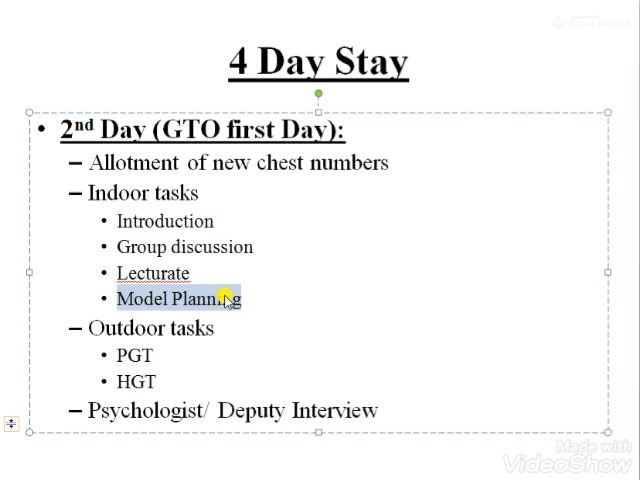 4 Day Stay
• 2nd Day (GTO first Day):
– Allotment of new chest numbers
– Indoor tasks
• Introduction
• Group discussion
• Lecturate
• Model Planning
– Outdoor tasks
• PGT
• HGT
– Psychologist/ Deputy Interview
Made with
VideoShow